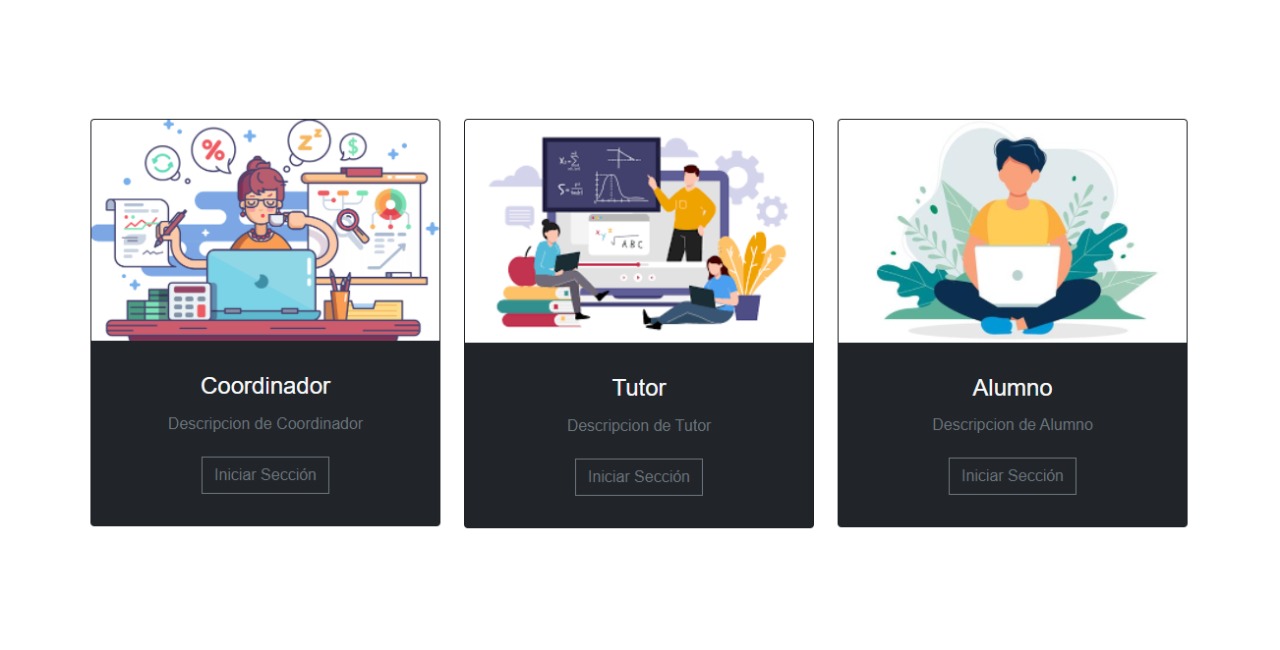 %
z z
$
ABC
Coordinador
Descripcion de Coordinador
Iniciar Sección
Tutor
Descripcion de Tutor
Iniciar Sección
Alumno
Descripcion de Alumno
Iniciar Sección